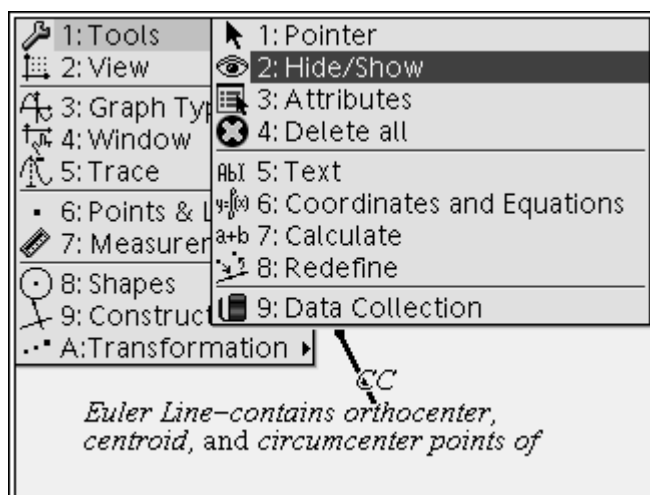 1: Tools
2: View
3: Graph Typ
4: Window
5: Trace
6: Points & L
7: Measurer
8: Shapes
9: Construct
A:Transformation
1: Pointer
2: Hide/Show
3: Attributes
4: Delete all
AbI 5: Text
y=f(x) 6: Coordinates and Equations
a+b 7: Calculate
8: Redefine
9: Data Collection
CC
Euler Line–contains orthocenter,
centroid, and circumcenter points of